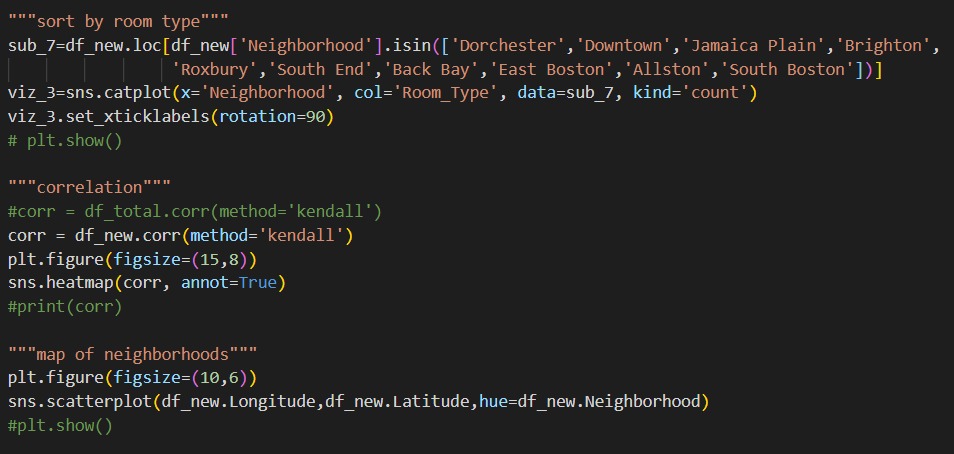 """sort by room type"""
sub_7=df_new.loc[df_new['Neighborhood'].isin(['Dorchester','Downtown','Jamaica Plain','Brighton',
'Roxbury','South End','Back Bay','East Boston','Allston','South Boston'])]
viz_3=sns.catplot(x='Neighborhood', col='Room_Type', data=sub_7, kind='count')
viz_3.set_xticklabels(rotation=90)
# plt.show()
"""correlation"""
#corr = df_total.corr(method='kendall')
corr = df_new.corr(method='kendall')
plt.figure(figsize=(15,8))
sns.heatmap(corr, annot=True)
#print(corr)
"""map of neighborhoods"""
plt.figure(figsize=(10,6))
sns.scatterplot(df_new.Longitude,df_new.Latitude,hue=df_new.Neighborhood)
#plt.show()